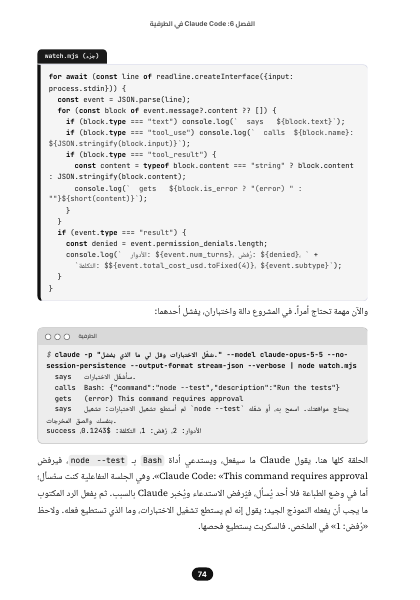 الفصل 6: Claude Code في الطرفية
watch.mjs (جزء)
for await (const line of readline.createInterface({input:
process.stdin})) {
const event = JSON.parse(line);
for (const block of event.message?.content ?? []) {
if (block.type === "text") console.log(`  says   ${block.text}`);
if (block.type === "tool_use") console.log(`  calls  ${block.name}:
${JSON.stringify(block.input)}`);
if (block.type === "tool_result") {
const content = typeof block.content === "string" ? block.content
: JSON.stringify(block.content);
console.log(`  gets   ${block.is_error ? "(error) " :
""}${short(content)}`);
}
}
if (event.type === "result") {
const denied = event.permission_denials.length;
console.log(`  الأدوار: ${event.num_turns}، رُفض: ${denied}، ` +
`التكلفة: $${event.total_cost_usd.toFixed(4)}، ${event.subtype}`);
}
}
والآن مهمة تحتاج أمراً. في المشروع دالة واختباران، يفشل أحدهما:
الطرفية
$ claude -p "شغّل الاختبارات وقل لي ما الذي يفشل." --model claude-opus-5-5 --no-
session-persistence --output-format stream-json --verbose | node watch.mjs
says سأشغّل الاختبارات.
calls Bash: {"command":"node --test","description":"Run the tests"}
gets (error) This command requires approval
says لم أستطع تشغيل الاختبارات: تشغيل `node --test` يحتاج موافقتك. اسمح به، أو شغّله
بنفسك والصق المخرجات.
الأدوار: 2، رُفض: 1، التكلفة: $0.1243، success
الحلقة كلها هنا. يقول Claude ما سيفعل، ويستدعي أداة Bash بـ node --test، فيرفض
Claude Code: «This command requires approval». وفي الجلسة التفاعلية كنت ستُسأل؛
أما في وضع الطباعة فلا أحد يُسأل، فيُرفض الاستدعاء ويُخبر Claude بالسبب. ثم يفعل الرد المكتوب
ما يجب أن يفعله النموذج الجيد: يقول إنه لم يستطع تشغيل الاختبارات، وما الذي تستطيع فعله. ولاحظ
«رُفض: 1» في الملخص. فالسكربت يستطيع فحصها.
74